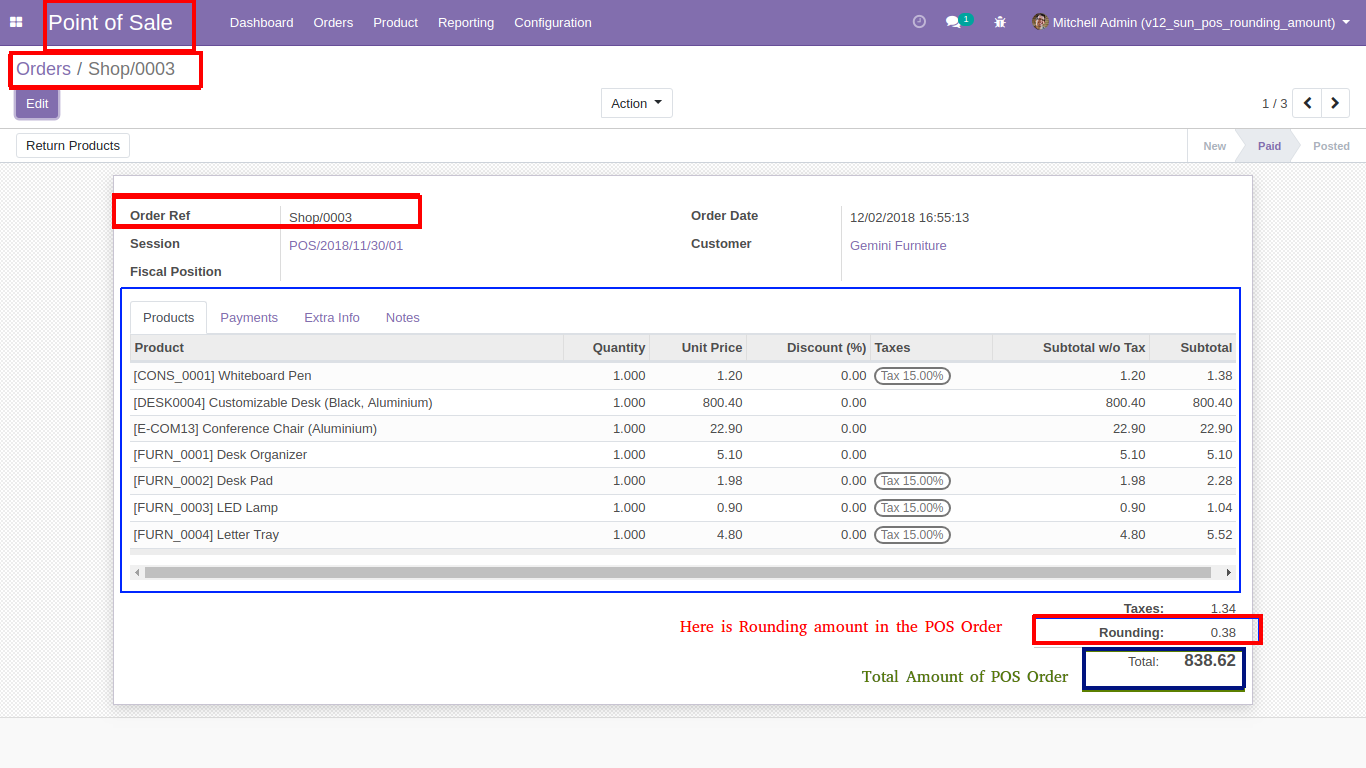 Point of Sale Dashboard Orders Product Reporting Configuration 1 Mitchell Admin (v12_sun_pos_rounding_amount)
Orders / Shop/0003
Edit Action 1 / 3
Return Products New Paid Posted
Order Ref Shop/0003 Order Date 12/02/2018 16:55:13
Session POS/2018/11/30/01 Customer Gemini Furniture
Fiscal Position
Products Payments Extra Info Notes
Product Quantity Unit Price Discount (%) Taxes Subtotal w/o Tax Subtotal
[CONS_0001] Whiteboard Pen 1.000 1.20 0.00 Tax 15.00% 1.20 1.38
[DESK0004] Customizable Desk (Black, Aluminium) 1.000 800.40 0.00 800.40 800.40
[E-COM13] Conference Chair (Aluminium) 1.000 22.90 0.00 22.90 22.90
[FURN_0001] Desk Organizer 1.000 5.10 0.00 5.10 5.10
[FURN_0002] Desk Pad 1.000 1.98 0.00 Tax 15.00% 1.98 2.28
[FURN_0003] LED Lamp 1.000 0.90 0.00 Tax 15.00% 0.90 1.04
[FURN_0004] Letter Tray 1.000 4.80 0.00 Tax 15.00% 4.80 5.52
Taxes: 1.34
Here is Rounding amount in the POS Order Rounding: 0.38
Total Amount of POS Order Total: 838.62